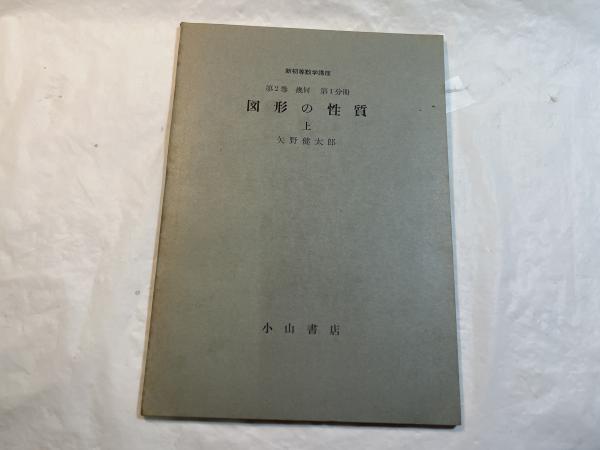 新初等数学講座
第2巻 幾何 第1分冊
図形の性質
上
矢野健太郎
小山書店